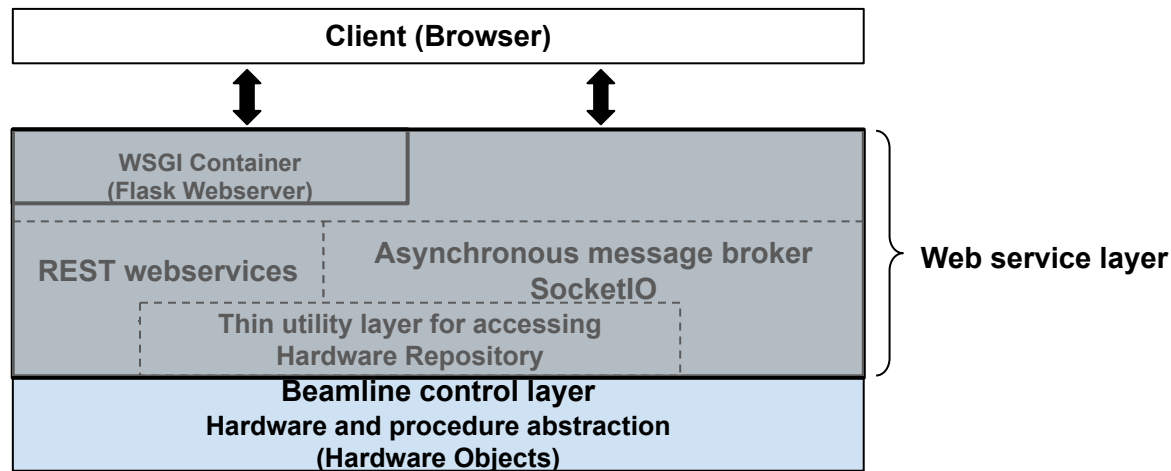 Client (Browser)
WSGI Container
(Flask Webserver)
REST webservices
Asynchronous message broker
SocketIO
Thin utility layer for accessing
Hardware Repository
Web service layer
Beamline control layer
Hardware and procedure abstraction
(Hardware Objects)